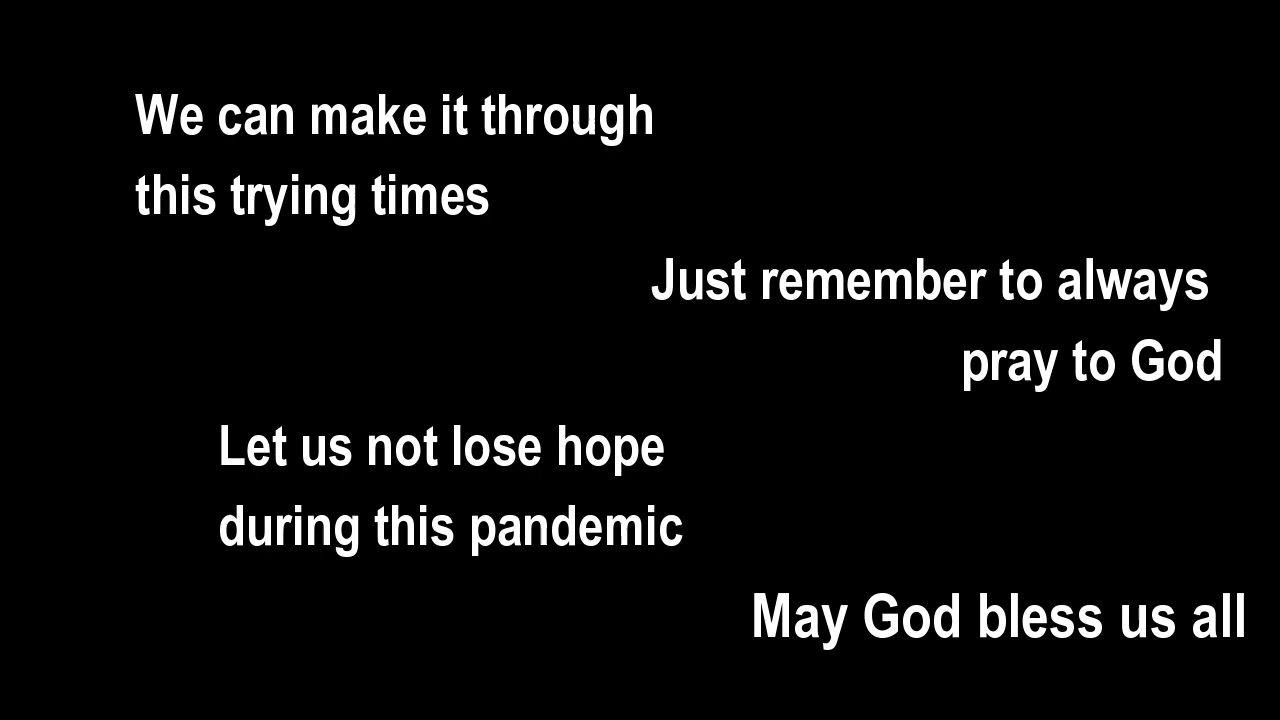 We can make it through
this trying times
Just remember to always
pray to God
Let us not lose hope
during this pandemic
May God bless us all